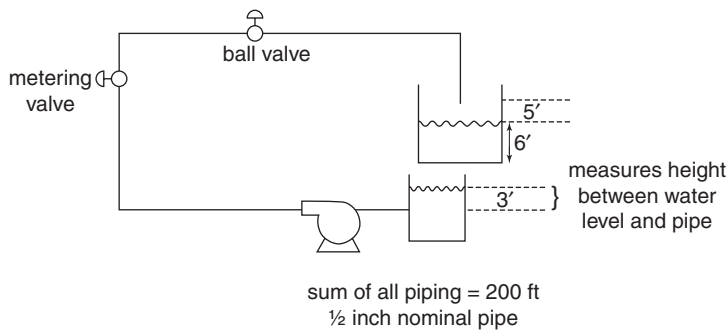 ball valve
metering
valve
5′
6′
measures height
between water
level and pipe
3′
sum of all piping = 200 ft
½ inch nominal pipe